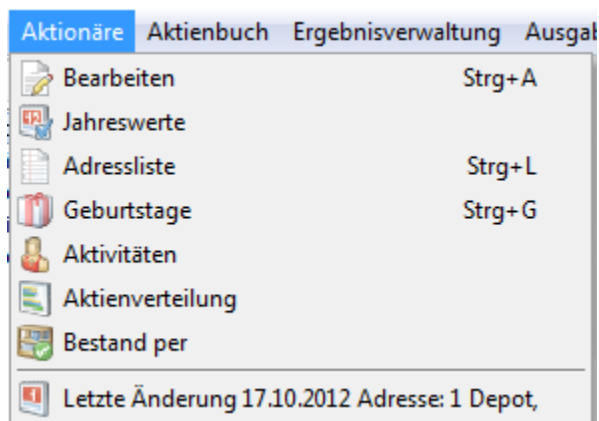 Aktionäre Aktienbuch Ergebnisverwaltung Ausgab
Bearbeiten Strg+A
Jahreswerte
Adressliste Strg+L
Geburtstage Strg+G
Aktivitäten
Aktienverteilung
Bestand per
Letzte Änderung 17.10.2012 Adresse: 1 Depot,